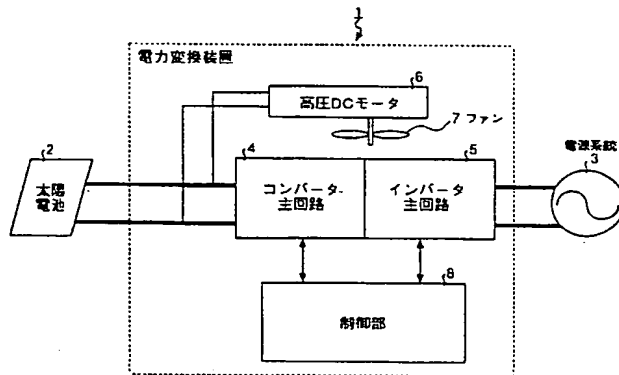 1
電力変換装置
6
高圧DCモータ
7 ファン
2
太陽
電池
4
コンバータ
主回路
5
インバータ
主回路
電源系統
3
8
制御部